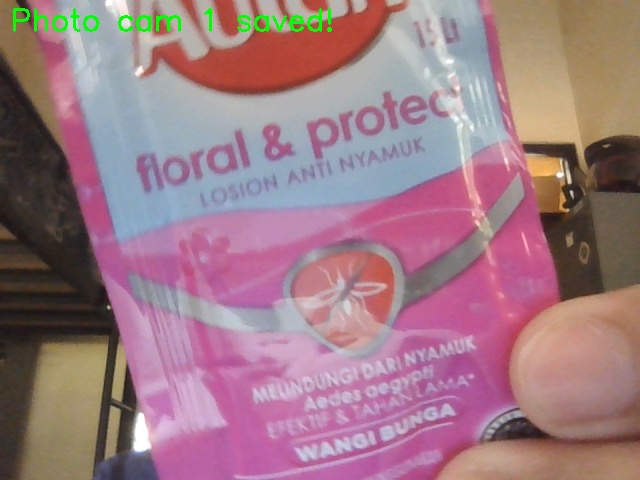 Photo cam 1 saved!
Autan
floral & protect
LOSION ANTI NYAMUK
MELINDUNGI DARI NYAMUK
Aedes aegypti
EFEKTIF & TAHAN LAMA*
WANGI BUNGA